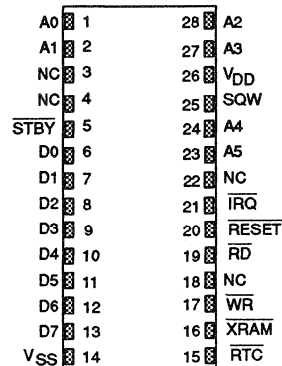 A0 1 28 A2
A1 2 27 A3
NC 3 26 VDD
NC 4 25 SQW
STBY 5 24 A4
D0 6 23 A5
D1 7 22 NC
D2 8 21 IRQ
D3 9 20 RESET
D4 10 19 RD
D5 11 18 NC
D6 12 17 WR
D7 13 16 XRAM
VSS 14 15 RTC